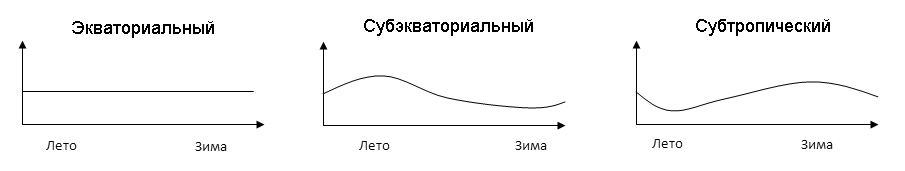 Экваториальный
Лето Зима
Субэкваториальный
Лето Зима
Субтропический
Лето Зима